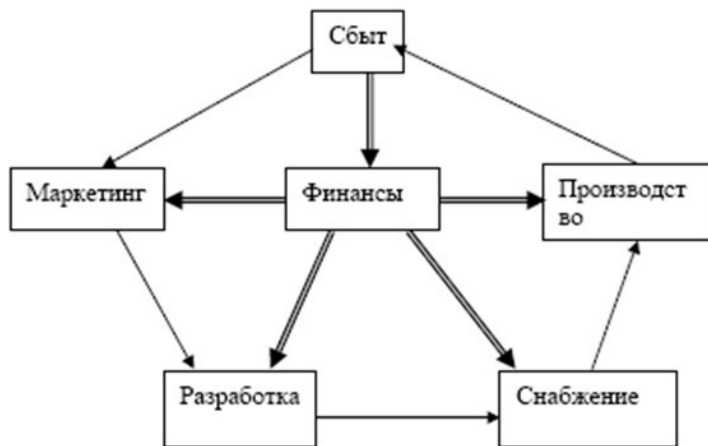 Сбыт
Маркетинг
Финансы
Производст
во
Разработка
Снабжение